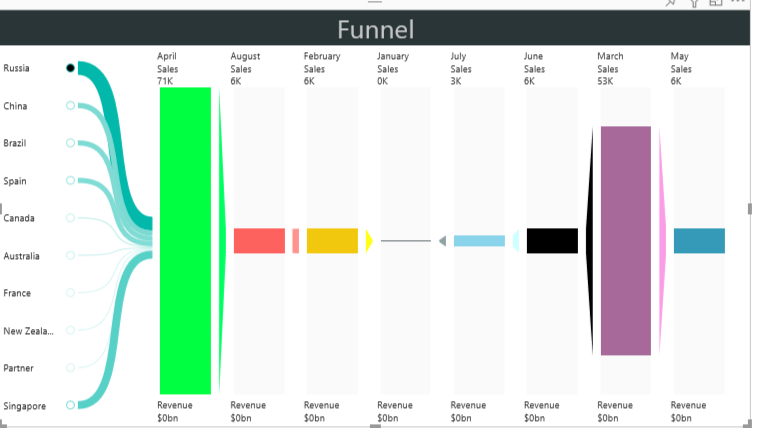 Funnel
Russia
China
Brazil
Spain
Canada
Australia
France
New Zeala...
Partner
Singapore
April
Sales
71K
August
Sales
6K
February
Sales
6K
January
Sales
0K
July
Sales
3K
June
Sales
6K
March
Sales
53K
May
Sales
6K
Revenue
$0bn
Revenue
$0bn
Revenue
$0bn
Revenue
$0bn
Revenue
$0bn
Revenue
$0bn
Revenue
$0bn
Revenue
$0bn